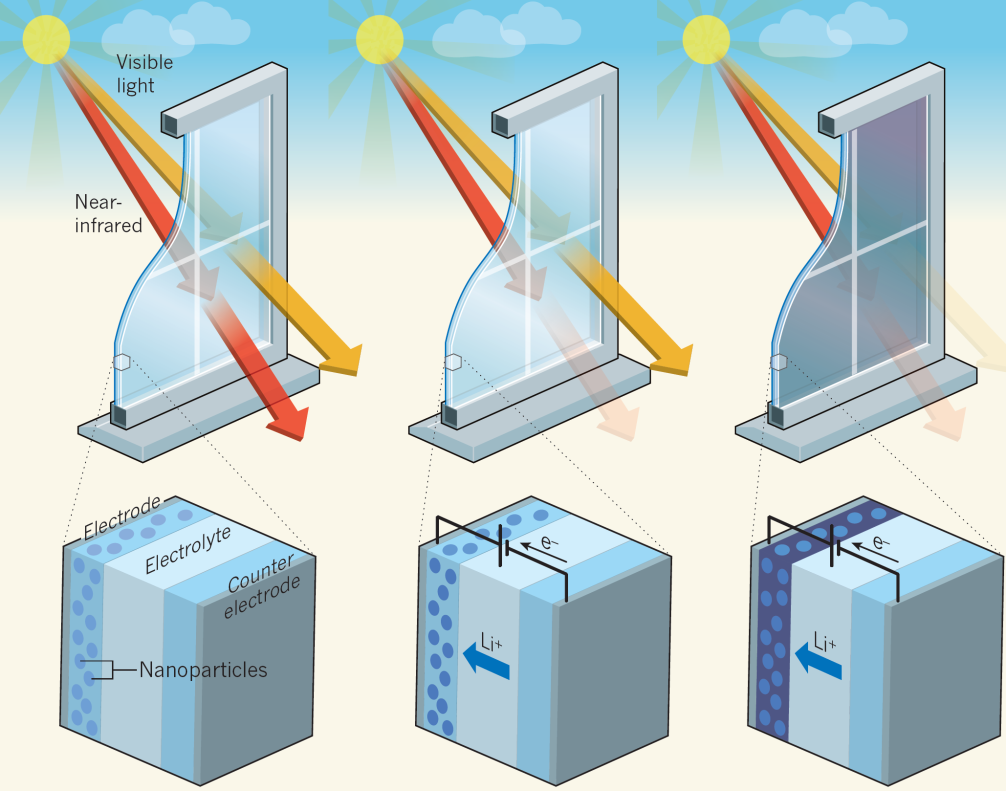 Visible
light
Near-
infrared
Electrode
Electrolyte
Counter
electrode
Nanoparticles
e–
Li+
e–
Li+